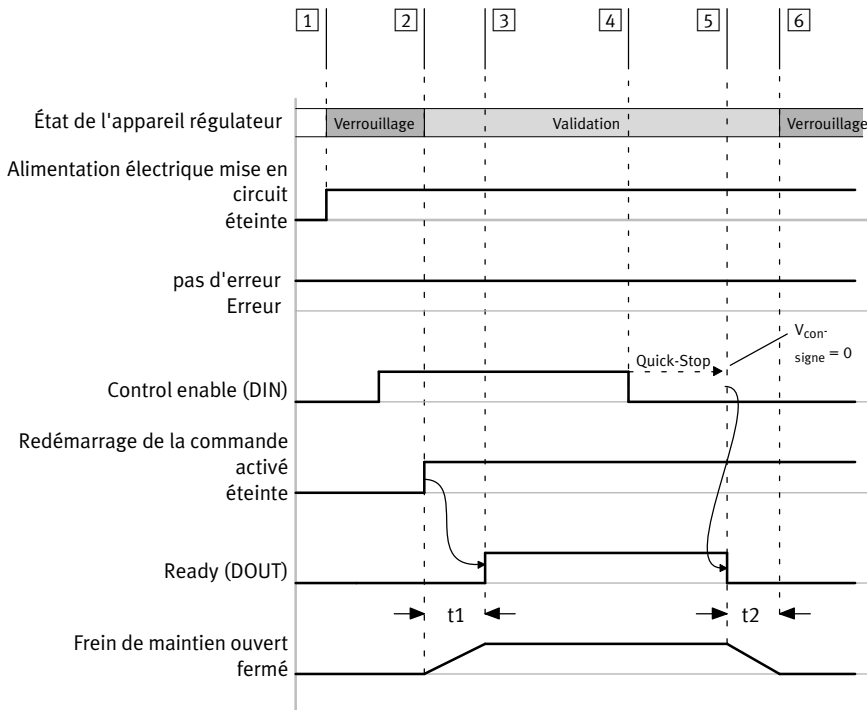 1 2 3 4 5 6
État de l'appareil régulateur
Verrouillage Validation Verrouillage
Alimentation électrique mise en
circuit
éteinte
pas d'erreur
Erreur
Control enable (DIN)
Quick-Stop
Vcon-
signe = 0
Redémarrage de la commande
activé
éteinte
Ready (DOUT)
t1 t2
Frein de maintien ouvert
fermé